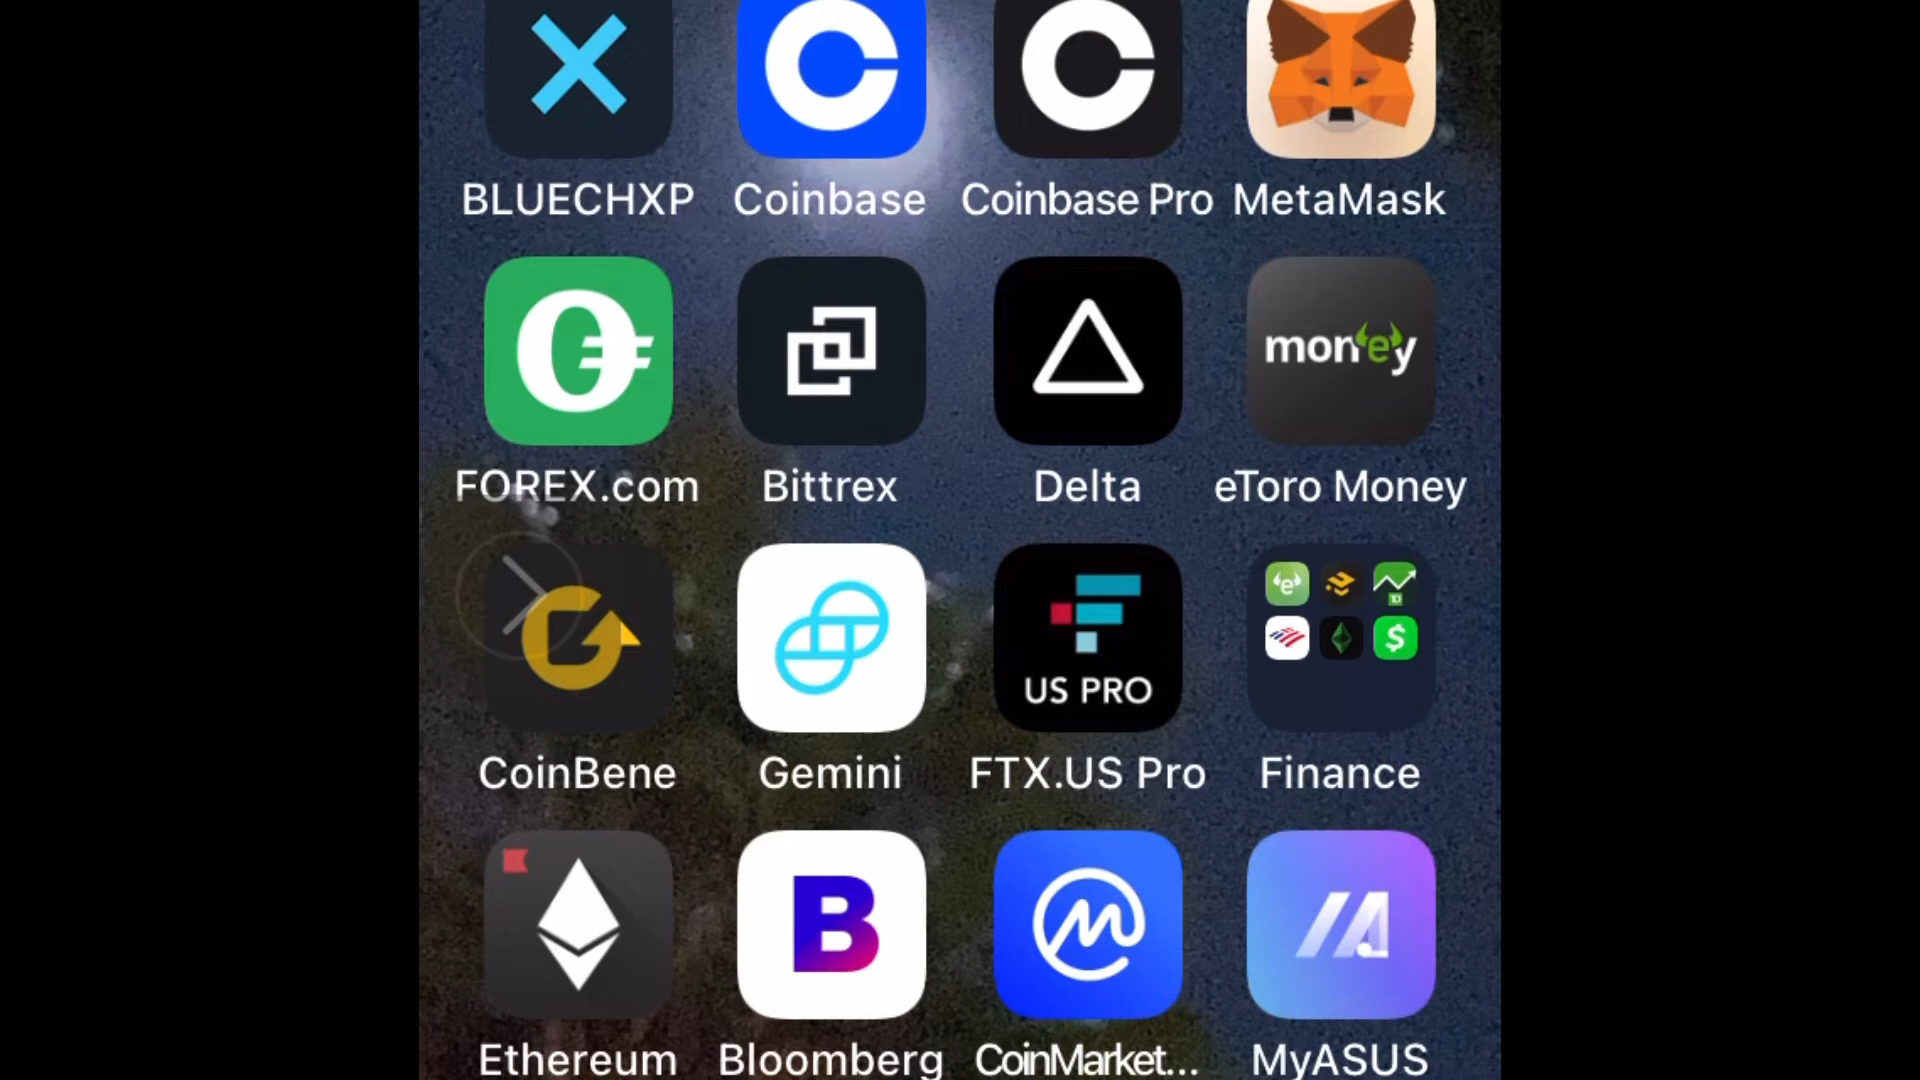 BLUECHXP Coinbase Coinbase Pro MetaMask
money
FOREX.com Bittrex Delta eToro Money
US PRO
CoinBene Gemini FTX.US Pro Finance
B
Ethereum Bloomberg CoinMarket... MyASUS